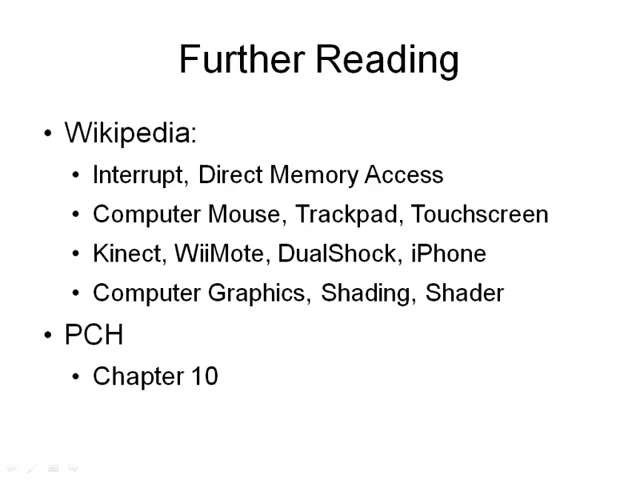 Further Reading
• Wikipedia:
• Interrupt, Direct Memory Access
• Computer Mouse, Trackpad, Touchscreen
• Kinect, WiiMote, DualShock, iPhone
• Computer Graphics, Shading, Shader
• PCH
• Chapter 10